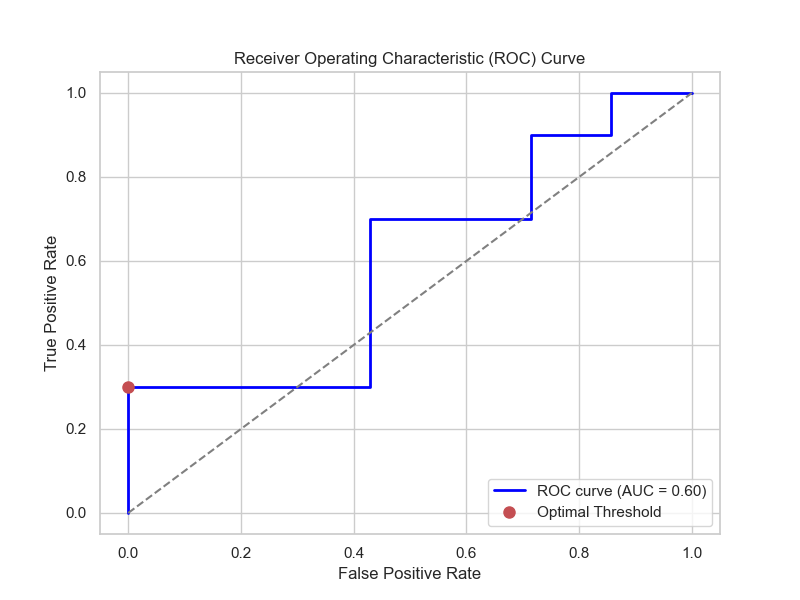 Receiver Operating Characteristic (ROC) Curve
True Positive Rate
1.0
0.8
0.6
0.4
0.2
0.0
ROC curve (AUC = 0.60)
Optimal Threshold
0.0 0.2 0.4 0.6 0.8 1.0
False Positive Rate